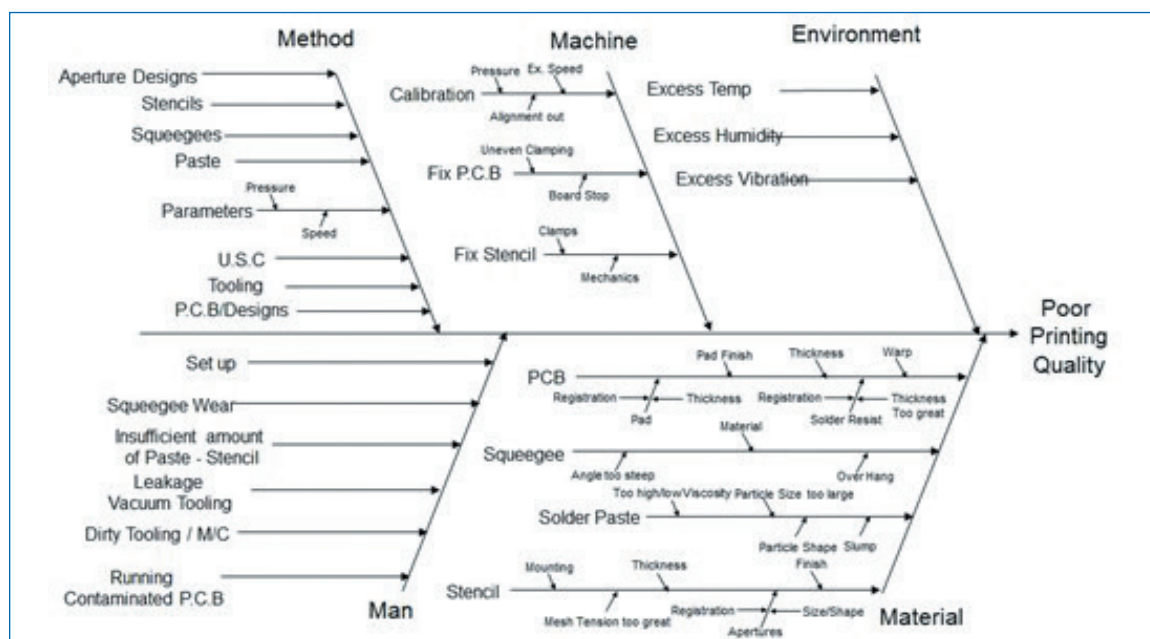 Method
Aperture Designs
Stencils
Squeegees
Paste
Pressure
Parameters
Speed
U.S.C
Tooling
P.C.B/Designs
Machine
Pressure
Ex. Speed
Calibration
Alignment out
Uneven Clamping
Fix P.C.B
Board Stop
Clamps
Fix Stencil
Mechanics
Environment
Excess Temp
Excess Humidity
Excess Vibration
Poor
Printing
Quality
Set up
Squeegee Wear
Insufficient amount
of Paste - Stencil
Leakage
Vacuum Tooling
Dirty Tooling / M/C
Running
Contaminated P.C.B
Man
Pad Finish
Thickness
Warp
PCB
Registration
Thickness
Pad
Registration
Thickness
Too great
Solder Resist
Material
Squeegee
Angle too steep
Over Hang
Too high/low Viscosity
Particle Size too large
Solder Paste
Particle Shape
Slump
Mounting
Thickness
Finish
Stencil
Mesh Tension too great
Registration
Size/Shape
Apertures
Material